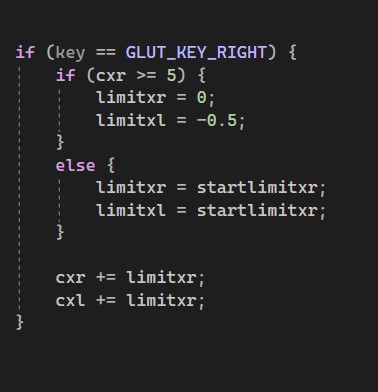 if (key == GLUT_KEY_RIGHT) {
    if (cxr >= 5) {
        limitxr = 0;
        limitxl = -0.5;
    }
    else {
        limitxr = startlimitxr;
        limitxl = startlimitxr;
    }

    cxr += limitxr;
    cxl += limitxr;
}